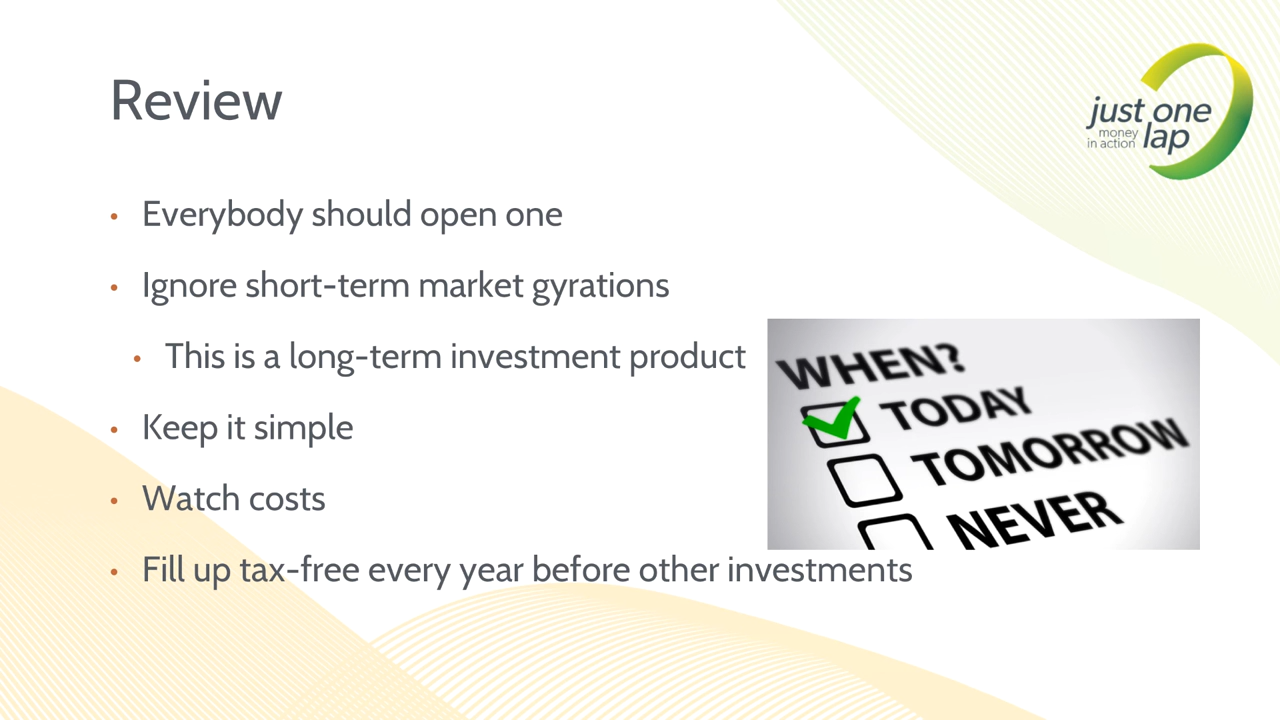 Review
just one
money
in action
lap
• Everybody should open one
• Ignore short-term market gyrations
• This is a long-term investment product
• Keep it simple
• Watch costs
• Fill up tax-free every year before other investments
WHEN?
TODAY
TOMORROW
NEVER